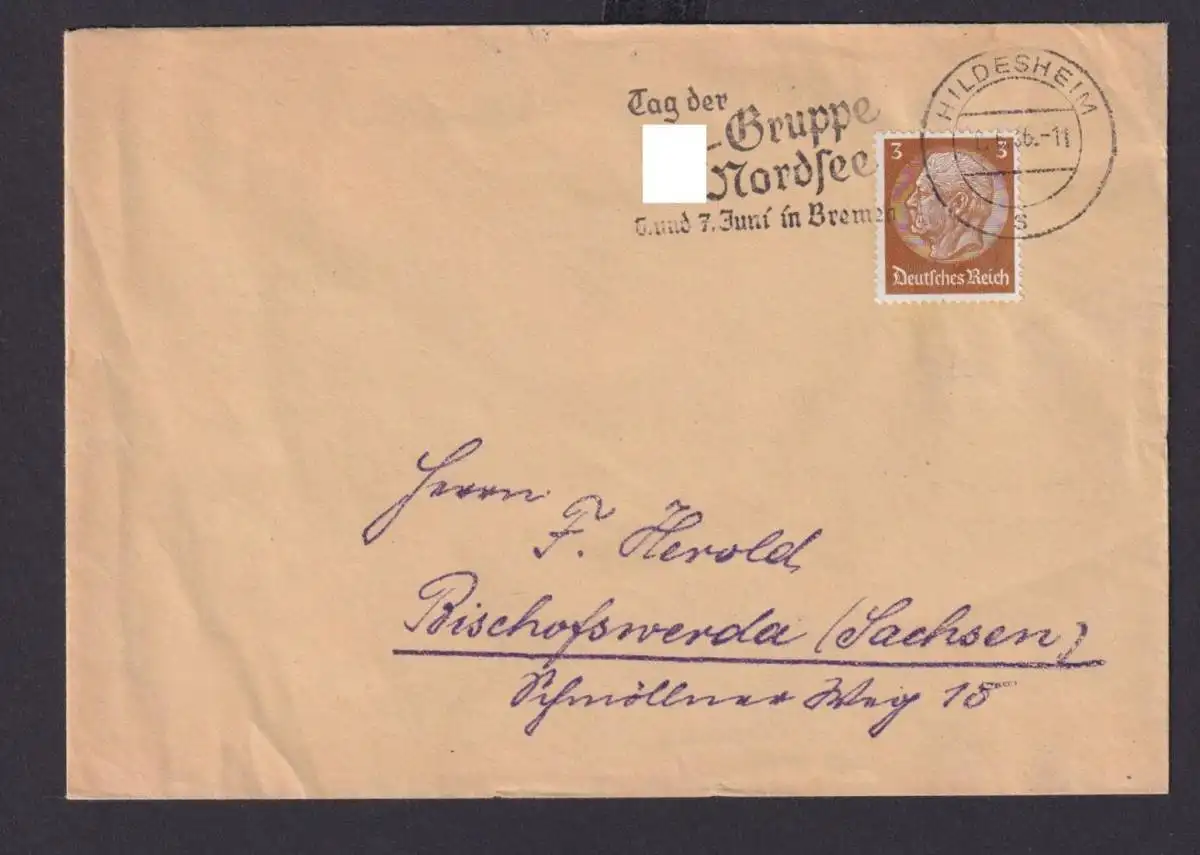 Tag der
-Gruppe
Nordsee
6. und 7. Juni in Bremen
HILDESHEIM
36.-11
s
3 3
Deutsches Reich
Herrn
F. Herold
Bischofswerda (Sachsen)
Schmöllner Weg 15